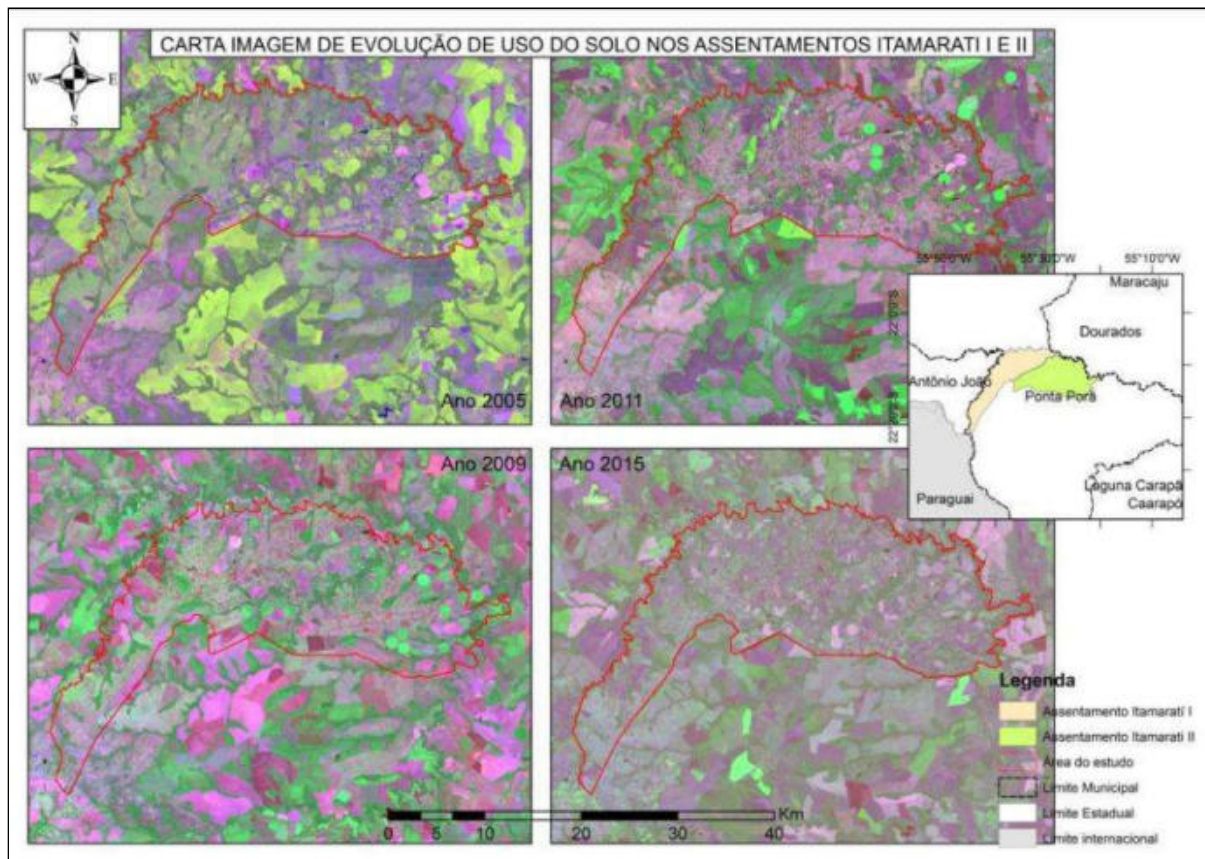 CARTA IMAGEM DE EVOLUÇÃO DE USO DO SOLO NOS ASSENTAMENTOS ITAMARATI I E II
N
W E
S
Ano 2005
Ano 2011
55°30'0"W 55°10'0"W
Maracaju
Dourados
Antônio João
Ponta Porã
Laguna Carapã
Caarapó
Paraguai
Ano 2009
Ano 2015
Legenda
Assentamento Itamarati I
Assentamento Itamarati II
Área do estudo
Limite Municipal
Limite Estadual
Limite internacional
0 5 10 20 30 40
Km